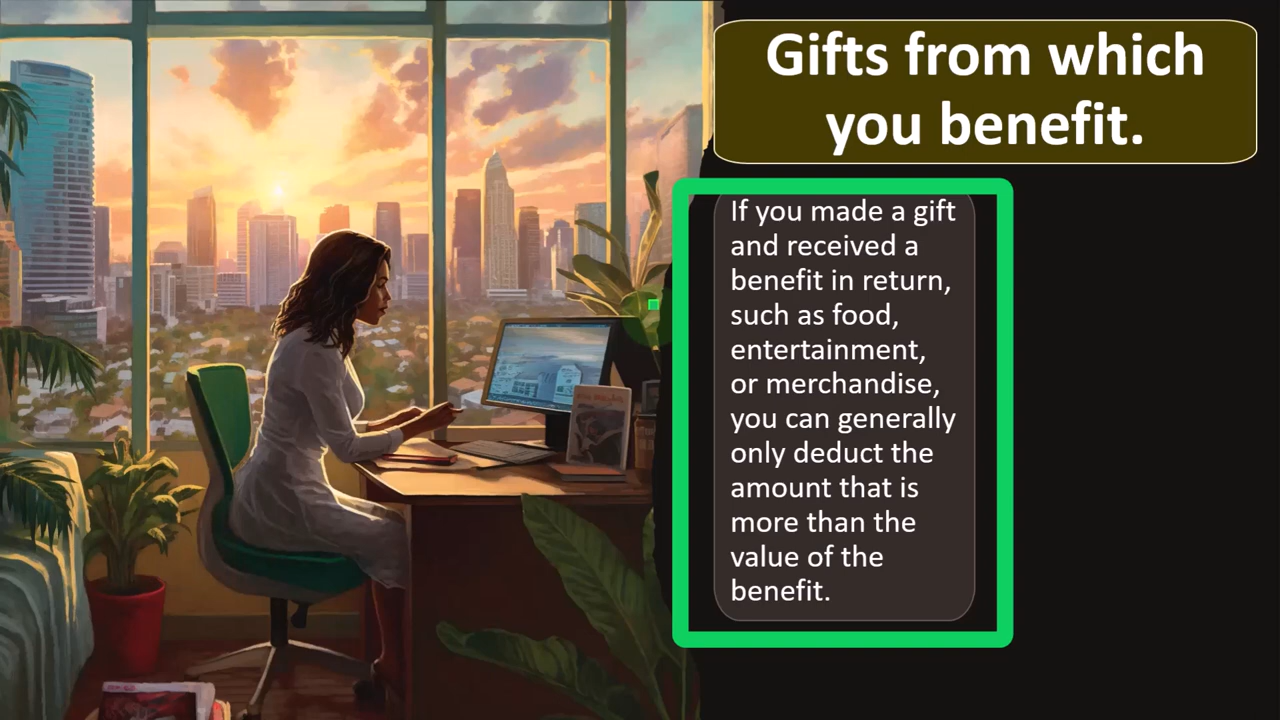 Gifts from which
you benefit.
If you made a gift
and received a
benefit in return,
such as food,
entertainment,
or merchandise,
you can generally
only deduct the
amount that is
more than the
value of the
benefit.